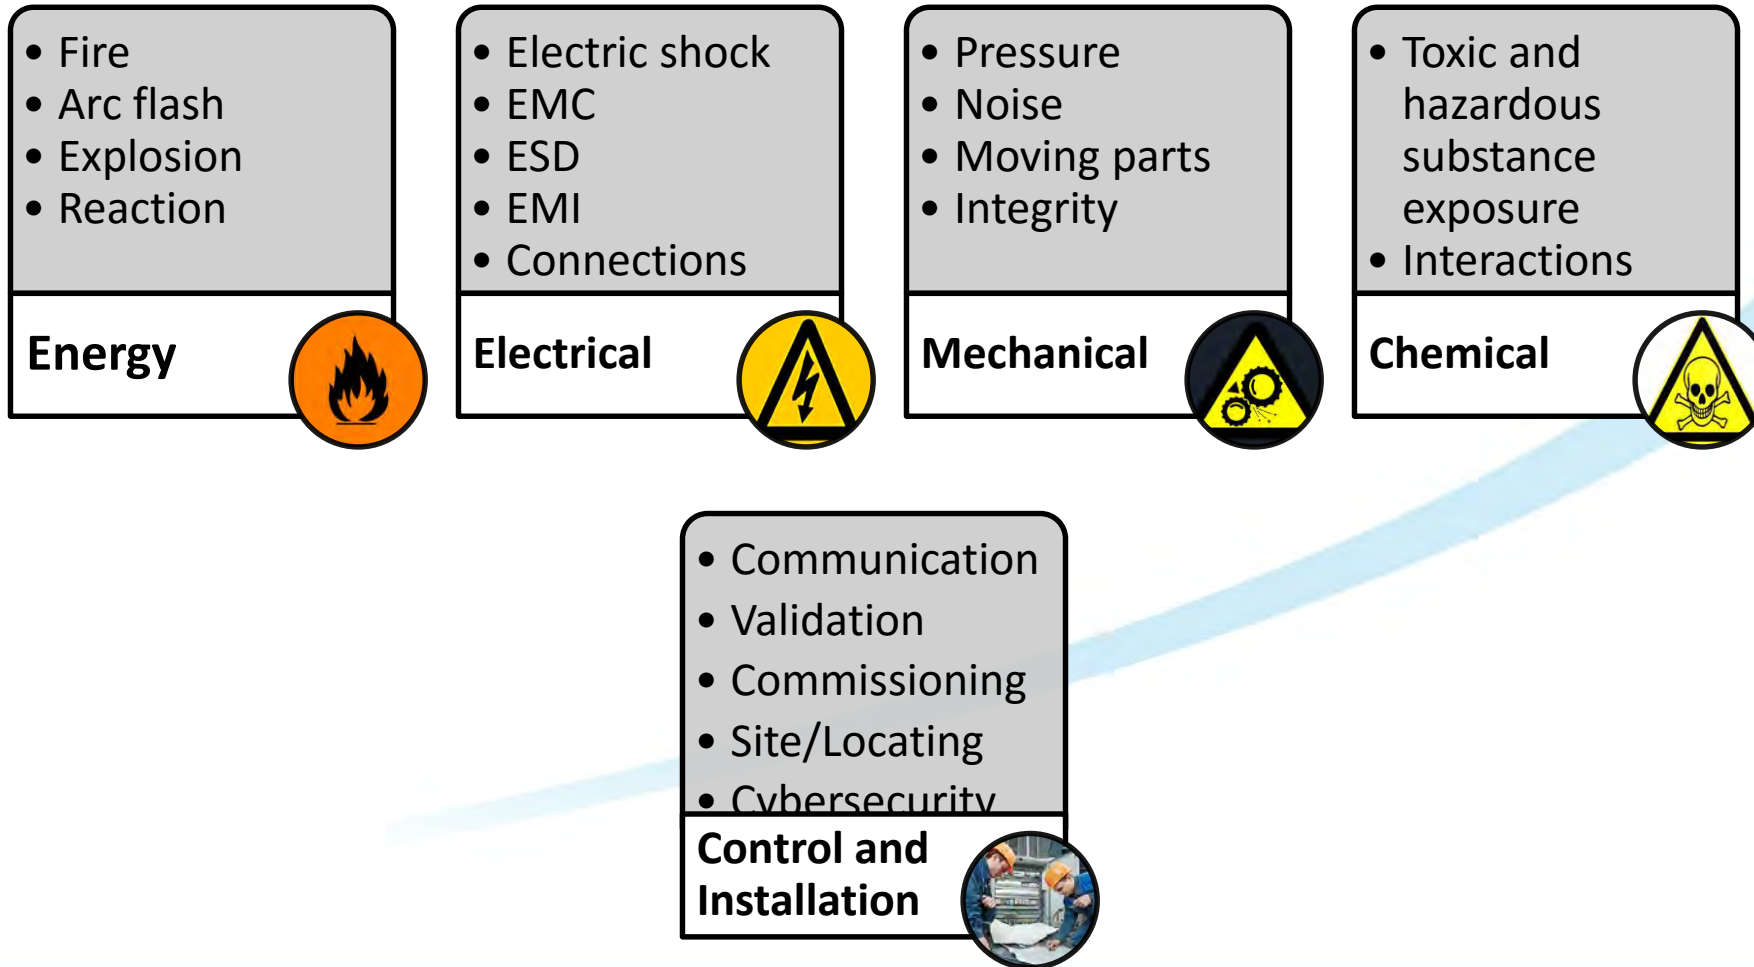 • Fire
• Arc flash
• Explosion
• Reaction
Energy
• Electric shock
• EMC
• ESD
• EMI
• Connections
Electrical
• Pressure
• Noise
• Moving parts
• Integrity
Mechanical
• Toxic and
hazardous
substance
exposure
• Interactions
Chemical
• Communication
• Validation
• Commissioning
• Site/Locating
• Cybersecurity
Control and
Installation